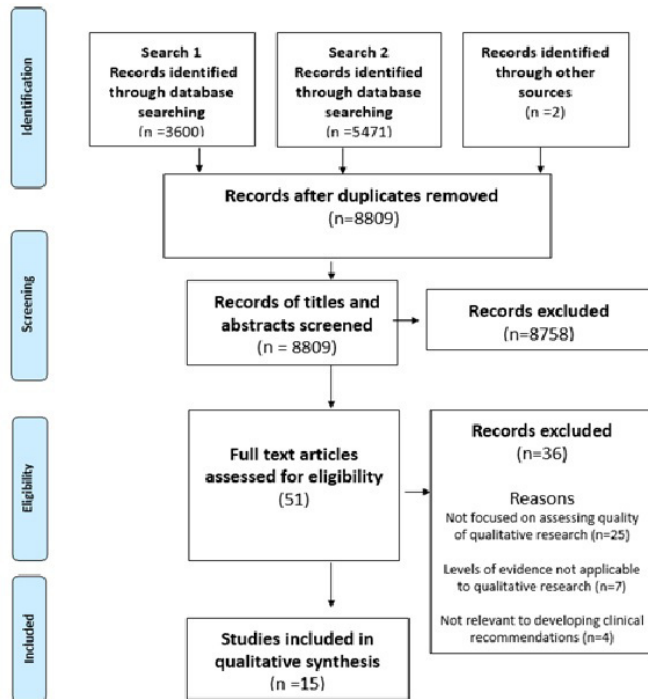 Identification
Search 1
Records identified
through database
searching
(n =3600)
Search 2
Records identified
through database
searching
(n =5471)
Records identified
through other
sources
(n =2)
Records after duplicates removed
(n=8809)
Screening
Records of titles and
abstracts screened
(n = 8809)
Records excluded
(n=8758)
Eligibility
Full text articles
assessed for eligibility
(51)
Records excluded
(n=36)
Reasons
Not focused on assessing quality
of qualitative research (n=25)
Levels of evidence not applicable
to qualitative research (n=7)
Not relevant to developing clinical
recommendations (n=4)
Included
Studies included in
qualitative synthesis
(n =15)